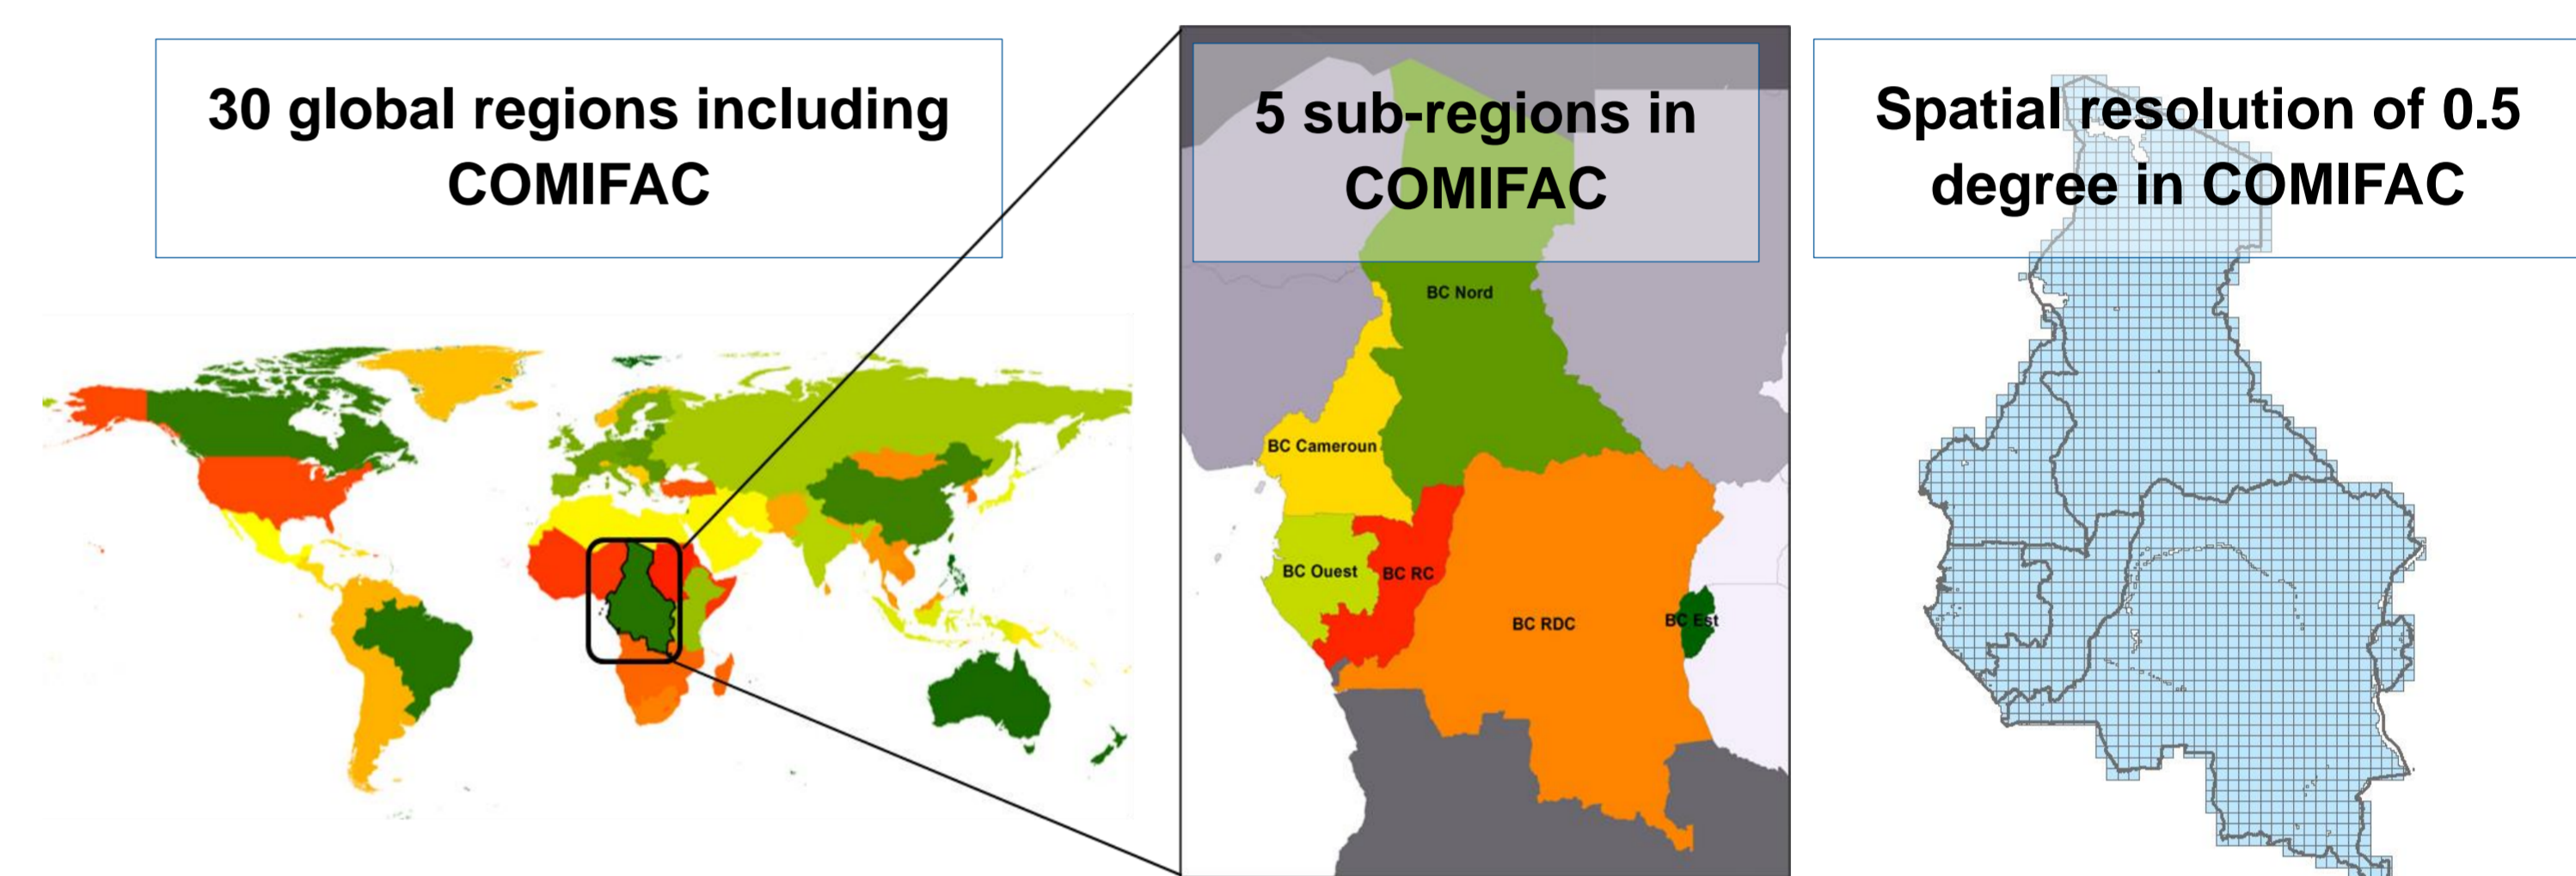 30 global regions including
COMIFAC
5 sub-regions in
COMIFAC
Spatial resolution of 0.5
degree in COMIFAC
BC Nord
BC Cameroun
BC Ouest
BC RC
BC RDC
BC Est